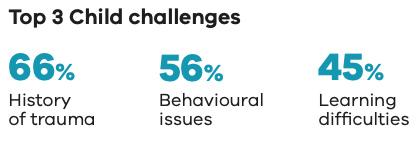 Top 3 Child challenges
66% 56% 45%
History Behavioural Learning
of trauma issues difficulties